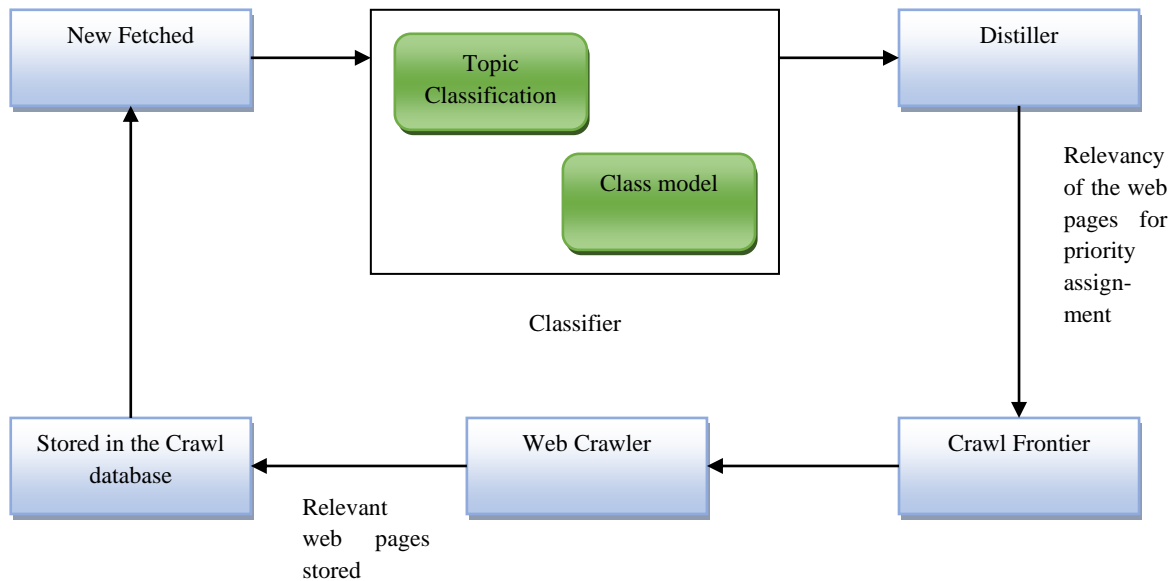 New Fetched
Topic
Classification
Class model
Classifier
Distiller
Relevancy
of the web
pages for
priority
assign-
ment
Stored in the Crawl
database
Relevant
web pages
stored
Web Crawler
Crawl Frontier